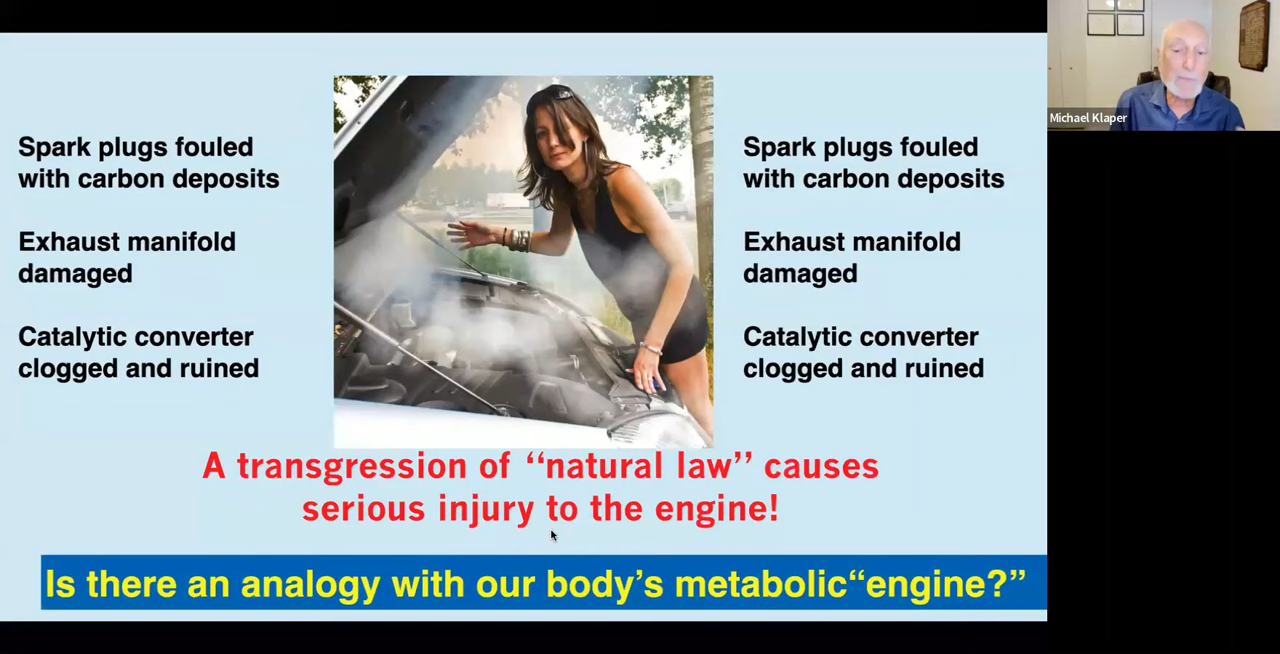 Spark plugs fouled
with carbon deposits
Exhaust manifold
damaged
Catalytic converter
clogged and ruined
Spark plugs fouled
with carbon deposits
Exhaust manifold
damaged
Catalytic converter
clogged and ruined
A transgression of “natural law” causes
serious injury to the engine!
Is there an analogy with our body’s metabolic“engine?”
Michael Klaper